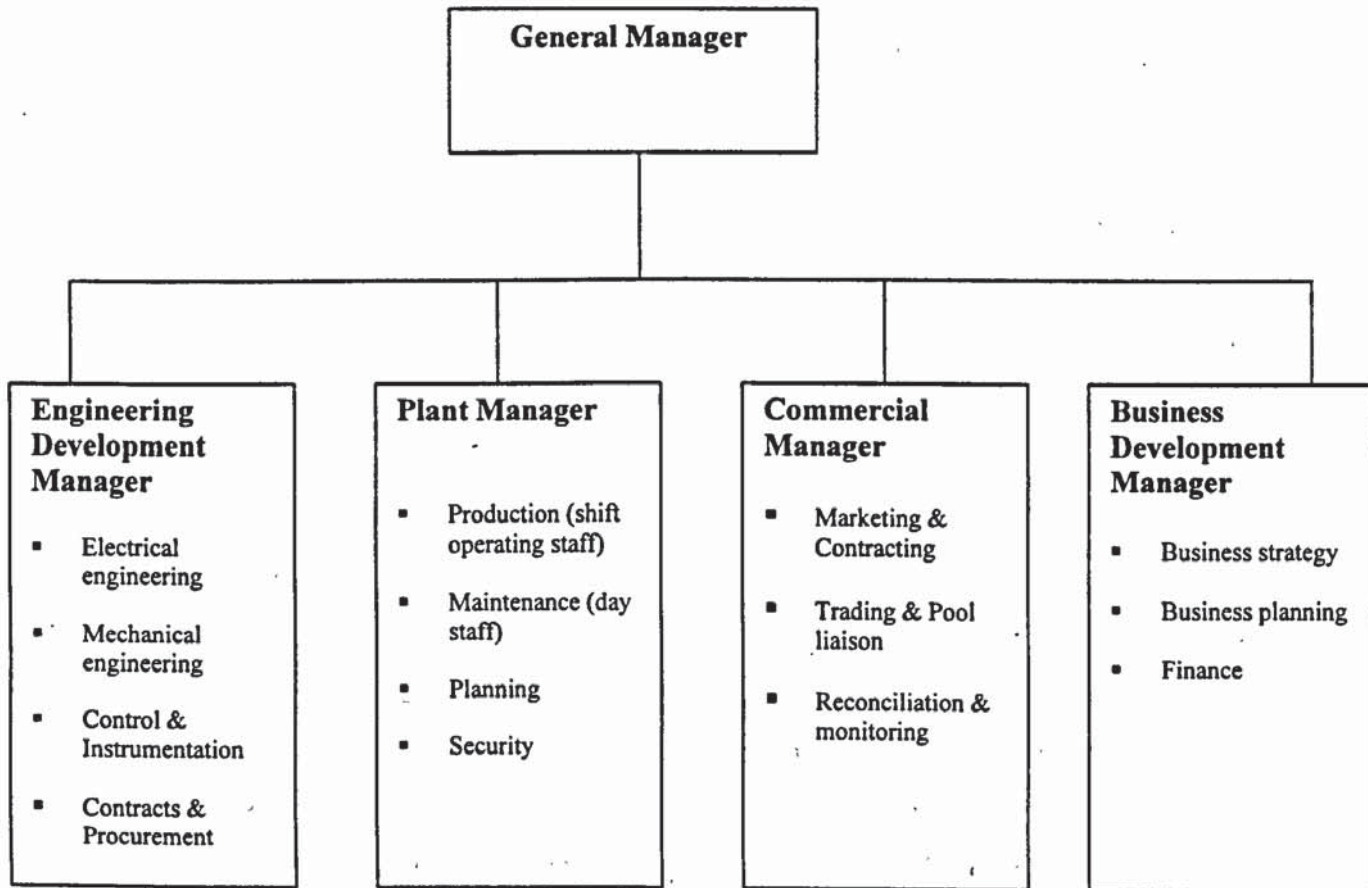 General Manager
Engineering
Development
Manager
▪ Electrical
engineering
▪ Mechanical
engineering
▪ Control &
Instrumentation
▪ Contracts &
Procurement
Plant Manager
▪ Production (shift
operating staff)
▪ Maintenance (day
staff)
▪ Planning
▪ Security
Commercial
Manager
▪ Marketing &
Contracting
▪ Trading & Pool
liaison
▪ Reconciliation &
monitoring
Business
Development
Manager
▪ Business strategy
▪ Business planning
▪ Finance